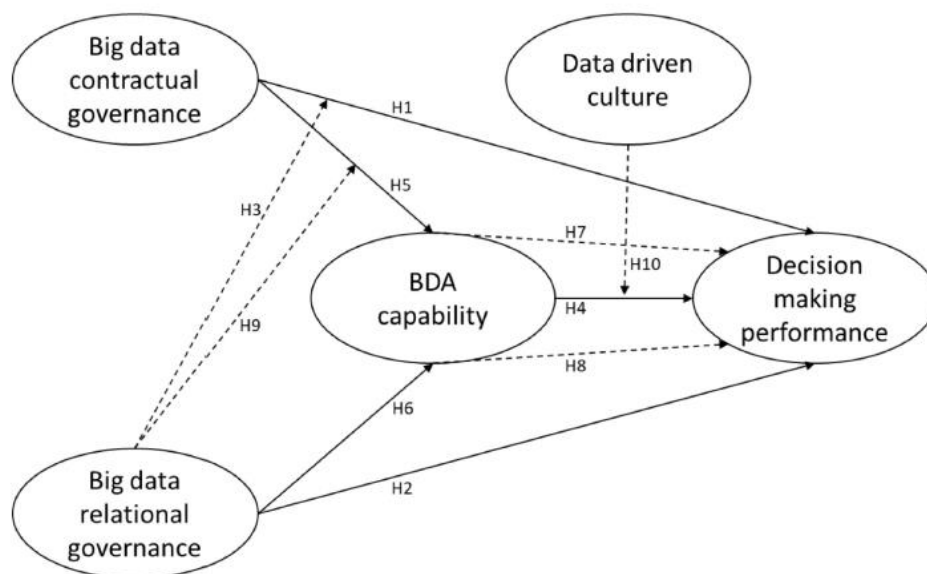 Big data
contractual
governance
Data driven
culture
H1
H5
H3
H7
H10
BDA
capability
Decision
making
performance
H4
H9
H8
H6
Big data
relational
governance
H2